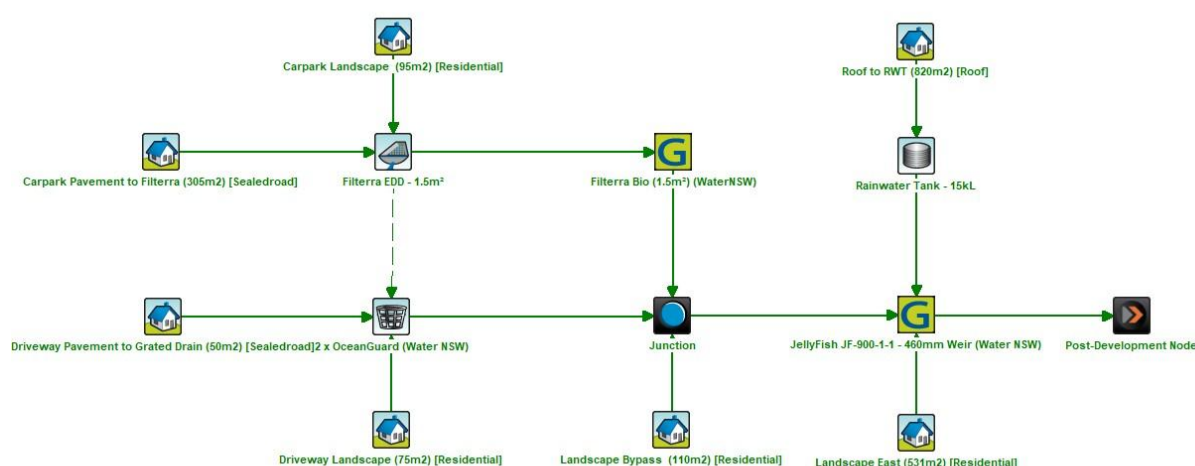 Carpark Landscape (95m2) [Residential]
Roof to RWT (820m2) [Roof]
G
Carpark Pavement to Filterra (305m2) [Sealedroad]
Filterra EDD - 1.5m²
Filterra Bio (1.5m²) (WaterNSW)
Rainwater Tank - 15kL
G
Driveway Pavement to Grated Drain (50m2) [Sealedroad]
2 x OceanGuard (Water NSW)
Junction
JellyFish JF-900-1-1 - 460mm Weir (Water NSW)
Post-Development Node
Driveway Landscape (75m2) [Residential]
Landscape Bypass (110m2) [Residential]
Landscape East (531m2) [Residential]